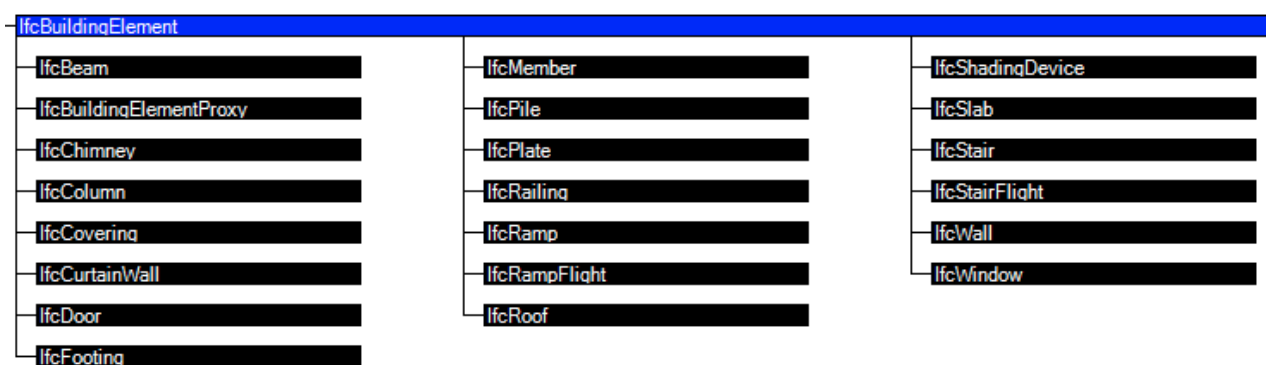 IfcBuildingElement
IfcBeam
IfcBuildingElementProxy
IfcChimney
IfcColumn
IfcCovering
IfcCurtainWall
IfcDoor
IfcFooting
IfcMember
IfcPile
IfcPlate
IfcRailing
IfcRamp
IfcRampFlight
IfcRoof
IfcShadingDevice
IfcSlab
IfcStair
IfcStairFlight
IfcWall
IfcWindow